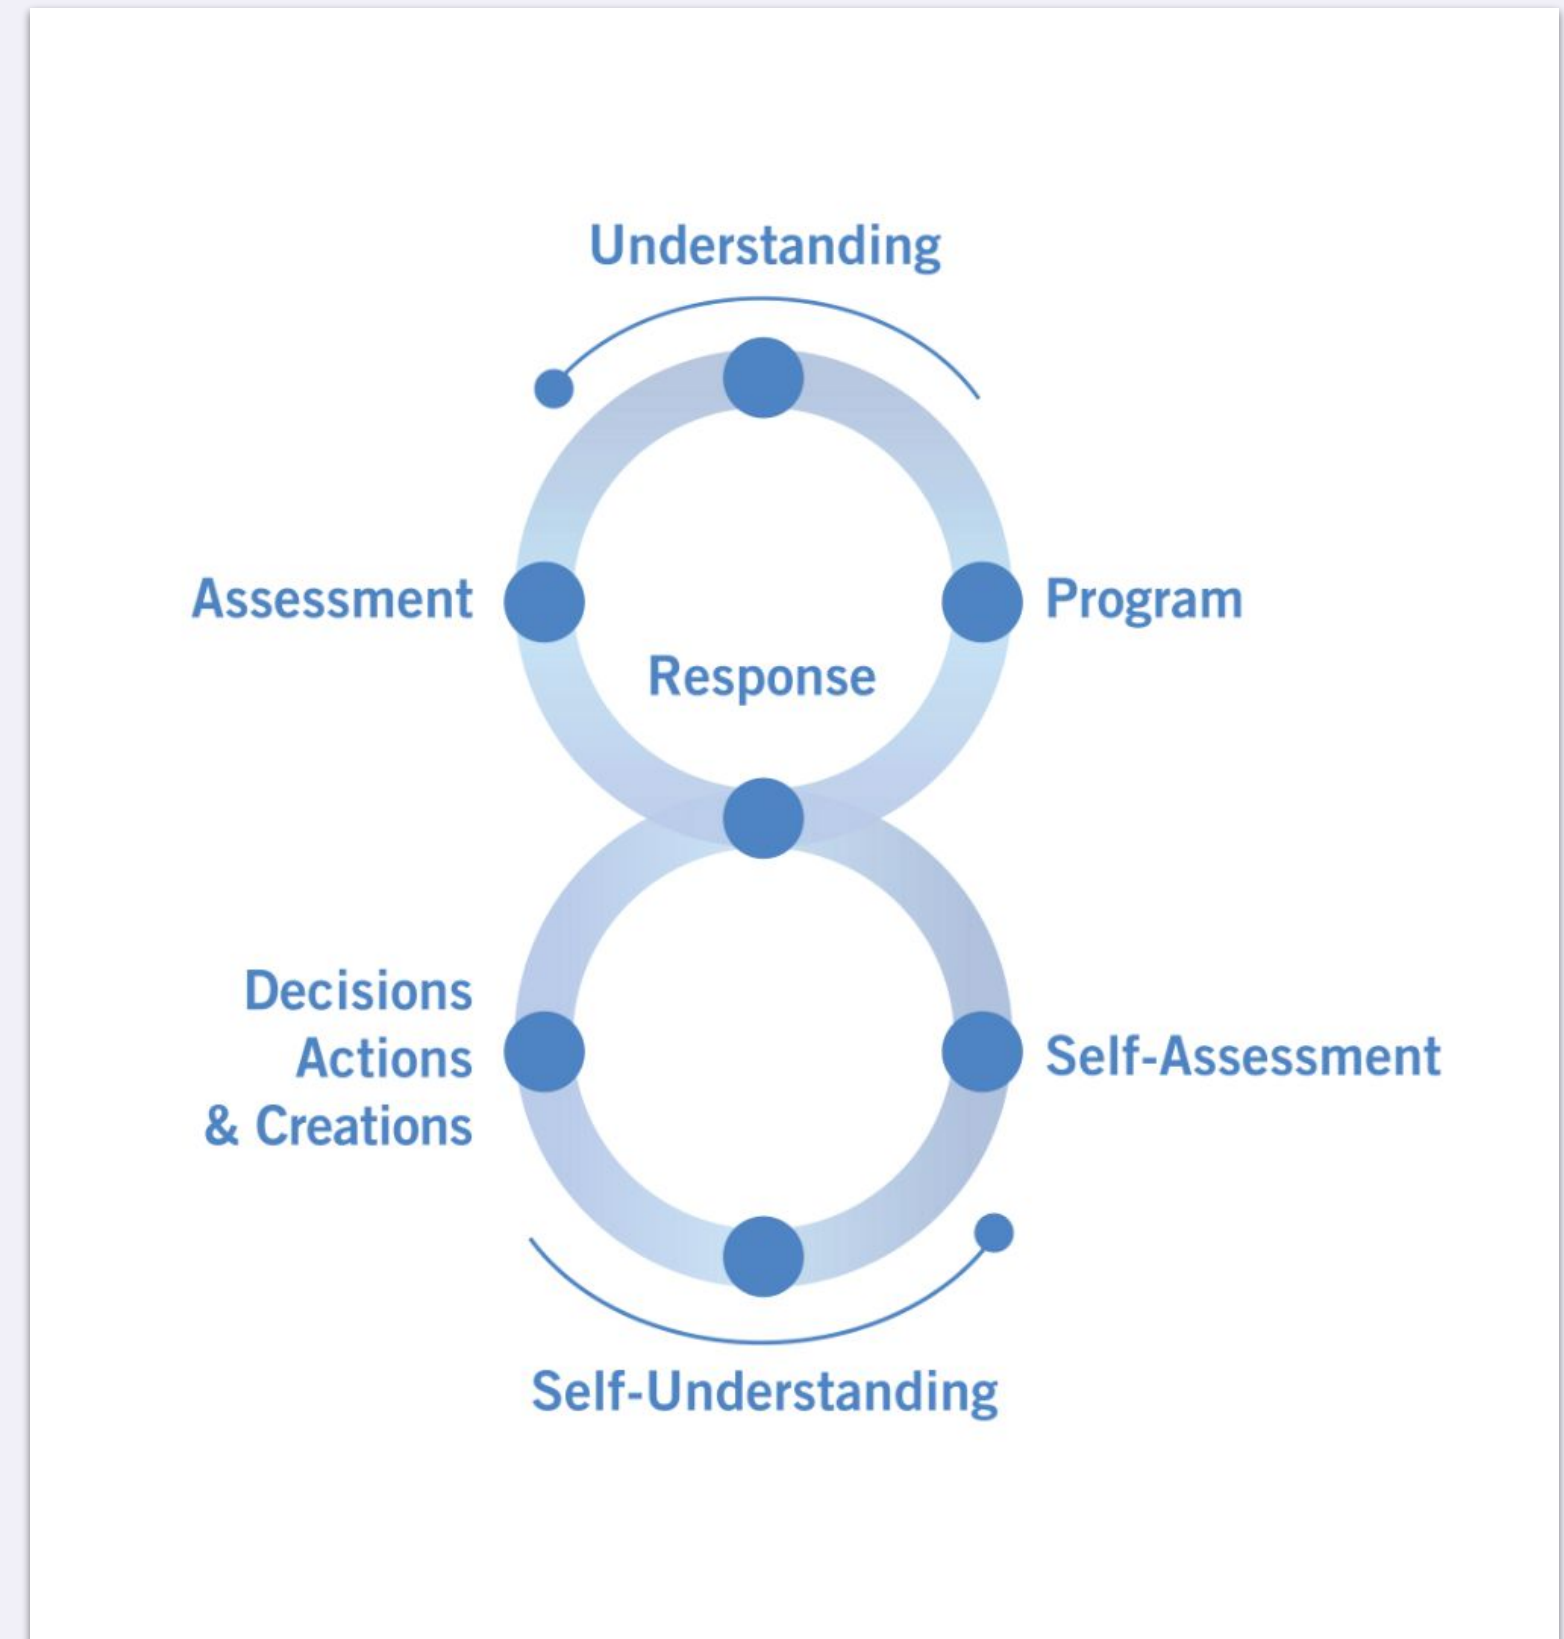 Understanding
Assessment
Program
Response
Decisions
Actions
& Creations
Self-Assessment
Self-Understanding